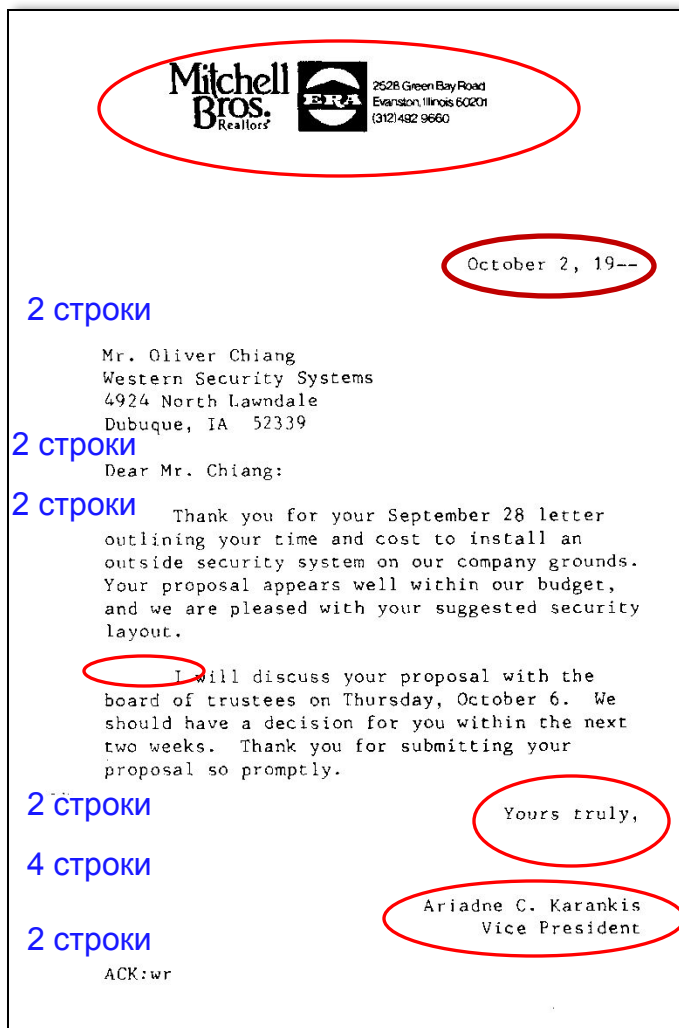 Mitchell
Bros.
Realtors
ERA
2528 Green Bay Road
Evanston, Illinois 60201
(312) 492 9660
October 2, 19--
2 строки
Mr. Oliver Chiang
Western Security Systems
4924 North Lawndale
Dubuque, IA 52339
2 строки
Dear Mr. Chiang:
2 строки
Thank you for your September 28 letter
outlining your time and cost to install an
outside security system on our company grounds.
Your proposal appears well within our budget,
and we are pleased with your suggested security
layout.
I will discuss your proposal with the
board of trustees on Thursday, October 6. We
should have a decision for you within the next
two weeks. Thank you for submitting your
proposal so promptly.
2 строки
Yours truly,
4 строки
Ariadne C. Karankis
Vice President
2 строки
ACK:wr